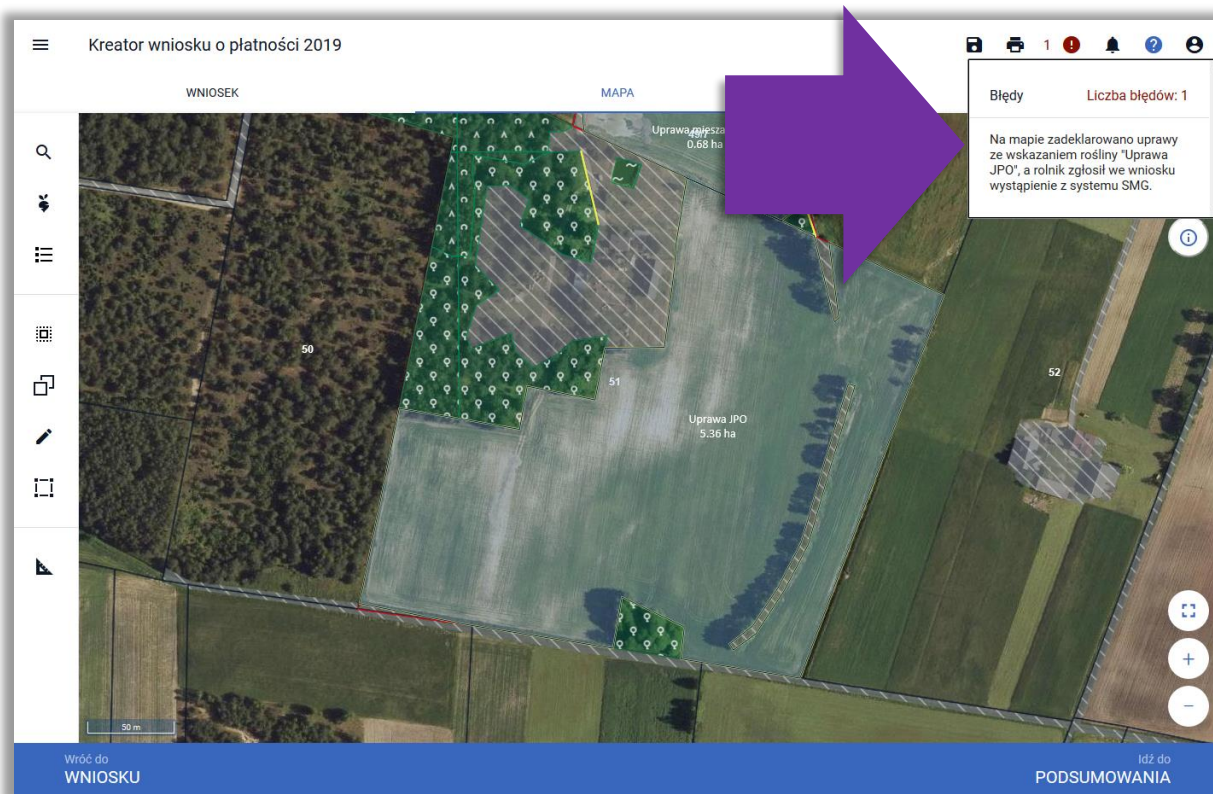 Kreator wniosku o płatności 2019
1
WNIOSEK
MAPA
Błędy
Liczba błędów: 1
Na mapie zadeklarowano uprawy
ze wskazaniem rośliny "Uprawa
JPO", a rolnik zgłosił we wniosku
wystąpienie z systemu SMG.
Uprawa
0.68 ha
50
51
52
Uprawa JPO
5.36 ha
50 m
Wróć do
WNIOSKU
Idź do
PODSUMOWANIA